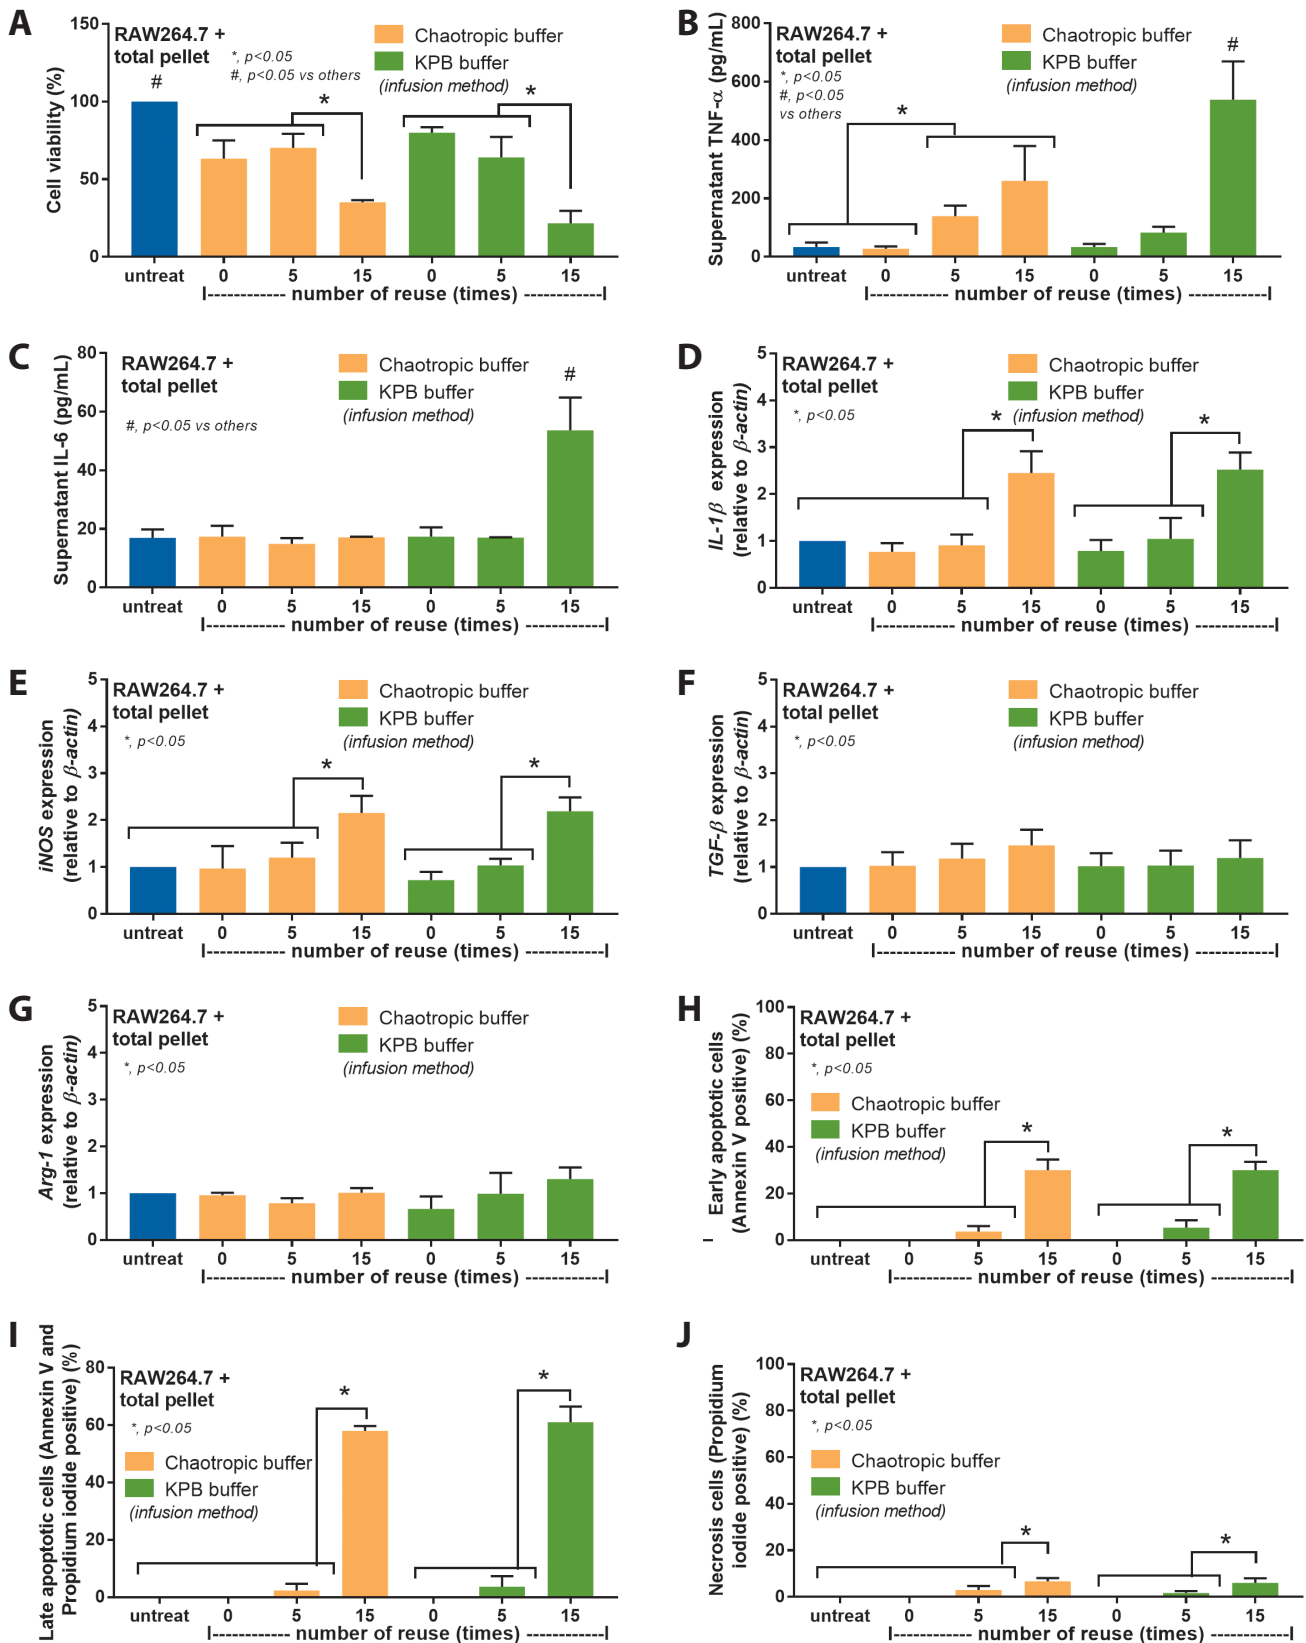 A
RAW264.7 +
total pellet
*, p<0.05
#, p<0.05 vs others
Chaotropic buffer
KPB buffer
(infusion method)
Cell viability (%)
150
100
50
0
#
*
*
untreat 0 5 15 0 5 15
number of reuse (times)
B
RAW264.7 +
total pellet
*, p<0.05
#, p<0.05
vs others
Chaotropic buffer
KPB buffer
(infusion method)
Supernatant TNF-α (pg/mL)
800
600
400
200
0
*
#
untreat 0 5 15 0 5 15
number of reuse (times)
C
RAW264.7 +
total pellet
#, p<0.05 vs others
Chaotropic buffer
KPB buffer
(infusion method)
Supernatant IL-6 (pg/mL)
80
60
40
20
0
#
untreat 0 5 15 0 5 15
number of reuse (times)
D
RAW264.7 +
total pellet
*, p<0.05
Chaotropic buffer
KPB buffer
(infusion method)
IL-1β expression
(relative to β-actin)
5
4
3
2
1
0
*
*
untreat 0 5 15 0 5 15
number of reuse (times)
E
RAW264.7 +
total pellet
*, p<0.05
Chaotropic buffer
KPB buffer
(infusion method)
iNOS expression
(relative to β-actin)
5
4
3
2
1
0
*
*
untreat 0 5 15 0 5 15
number of reuse (times)
F
RAW264.7 +
total pellet
*, p<0.05
Chaotropic buffer
KPB buffer
(infusion method)
TGF-β expression
(relative to β-actin)
5
4
3
2
1
0
untreat 0 5 15 0 5 15
number of reuse (times)
G
RAW264.7 +
total pellet
*, p<0.05
Chaotropic buffer
KPB buffer
(infusion method)
Arg-1 expression
(relative to β-actin)
5
4
3
2
1
0
untreat 0 5 15 0 5 15
number of reuse (times)
H
RAW264.7 +
total pellet
*, p<0.05
Chaotropic buffer
KPB buffer
(infusion method)
Early apoptotic cells
(Annexin V positive) (%)
100
80
60
40
20
0
*
*
untreat 0 5 15 0 5 15
number of reuse (times)
I
RAW264.7 +
total pellet
*, p<0.05
Chaotropic buffer
KPB buffer
(infusion method)
Late apoptotic cells (Annexin V and
Propidium iodide positive) (%)
80
60
40
20
0
*
*
untreat 0 5 15 0 5 15
number of reuse (times)
J
RAW264.7 +
total pellet
*, p<0.05
Chaotropic buffer
KPB buffer
(infusion method)
Necrosis cells (Propidium
iodide positive) (%)
100
80
60
40
20
0
*
*
untreat 0 5 15 0 5 15
number of reuse (times)